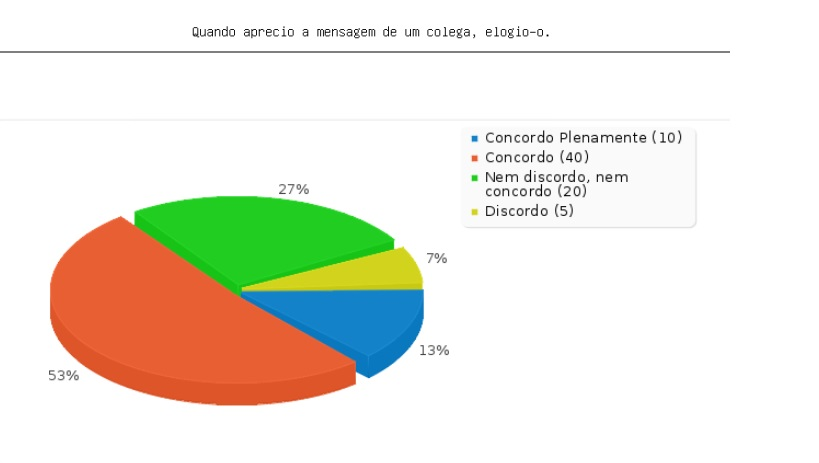 Quando aprecio a mensagem de um colega, elogio-o.
Concordo Plenamente (10)
Concordo (40)
Nem discordo, nem
concordo (20)
Discordo (5)
27%
7%
13%
53%